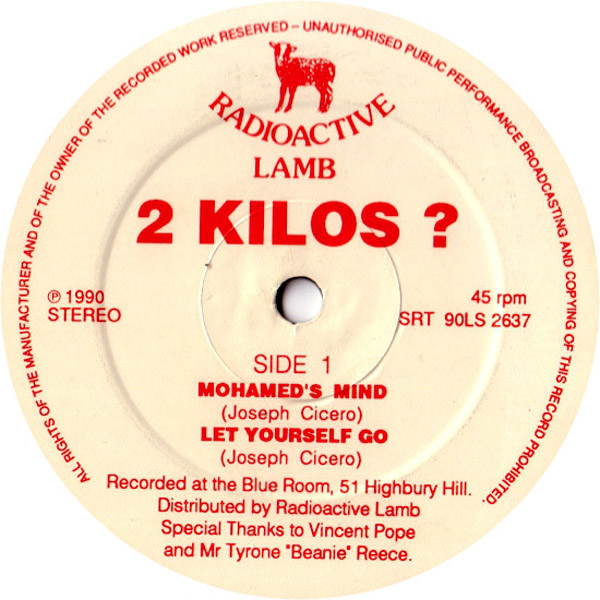 ALL RIGHTS OF THE MANUFACTURER AND OF THE OWNER OF THE RECORDED WORK RESERVED – UNAUTHORISED PUBLIC PERFORMANCE BROADCASTING AND COPYING OF THIS RECORD PROHIBITED.
RADIOACTIVE
LAMB
2 KILOS ?
℗ 1990
STEREO
45 rpm
SRT 90LS 2637
SIDE 1
MOHAMED'S MIND
(Joseph Cicero)
LET YOURSELF GO
(Joseph Cicero)
Recorded at the Blue Room, 51 Highbury Hill.
Distributed by Radioactive Lamb
Special Thanks to Vincent Pope
and Mr Tyrone "Beanie" Reece.